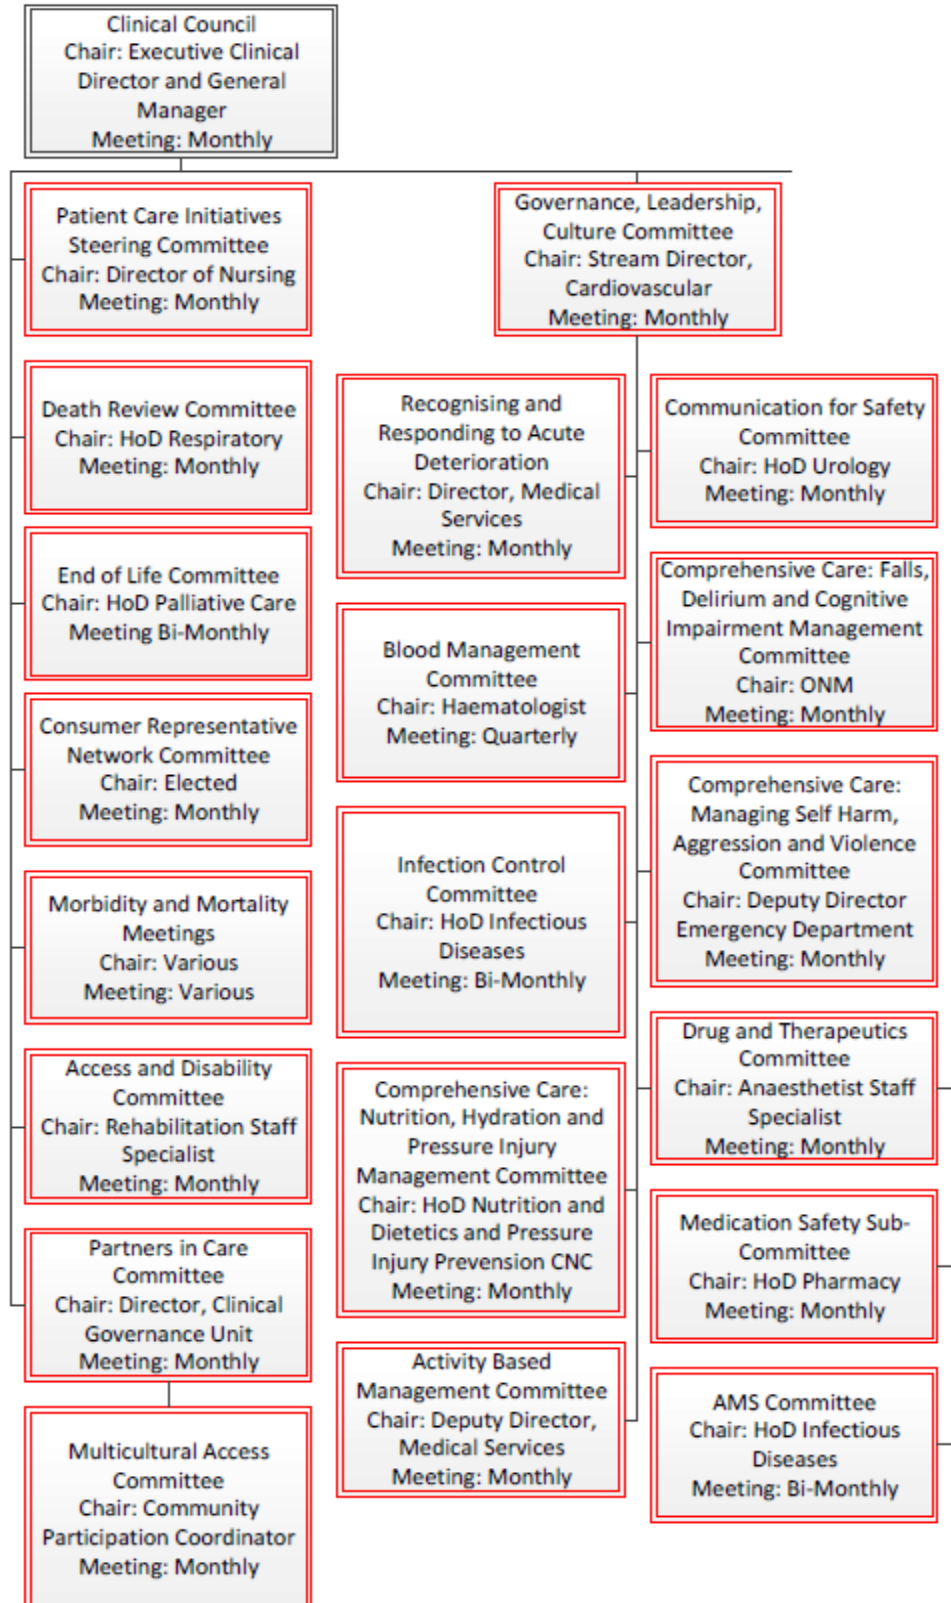 Clinical Council
Chair: Executive Clinical
Director and General
Manager
Meeting: Monthly
Patient Care Initiatives
Steering Committee
Chair: Director of Nursing
Meeting: Monthly
Death Review Committee
Chair: HoD Respiratory
Meeting: Monthly
End of Life Committee
Chair: HoD Palliative Care
Meeting Bi-Monthly
Consumer Representative
Network Committee
Chair: Elected
Meeting: Monthly
Morbidity and Mortality
Meetings
Chair: Various
Meeting: Various
Access and Disability
Committee
Chair: Rehabilitation Staff
Specialist
Meeting: Monthly
Partners in Care
Committee
Chair: Director, Clinical
Governance Unit
Meeting: Monthly
Multicultural Access
Committee
Chair: Community
Participation Coordinator
Meeting: Monthly
Governance, Leadership,
Culture Committee
Chair: Stream Director,
Cardiovascular
Meeting: Monthly
Recognising and
Responding to Acute
Deterioration
Chair: Director, Medical
Services
Meeting: Monthly
Blood Management
Committee
Chair: Haematologist
Meeting: Quarterly
Infection Control
Committee
Chair: HoD Infectious
Diseases
Meeting: Bi-Monthly
Comprehensive Care:
Nutrition, Hydration and
Pressure Injury
Management Committee
Chair: HoD Nutrition and
Dietetics and Pressure
Injury Prevension CNC
Meeting: Monthly
Activity Based
Management Committee
Chair: Deputy Director,
Medical Services
Meeting: Monthly
Communication for Safety
Committee
Chair: HoD Urology
Meeting: Monthly
Comprehensive Care: Falls,
Delirium and Cognitive
Impairment Management
Committee
Chair: ONM
Meeting: Monthly
Comprehensive Care:
Managing Self Harm,
Aggression and Violence
Committee
Chair: Deputy Director
Emergency Department
Meeting: Monthly
Drug and Therapeutics
Committee
Chair: Anaesthetist Staff
Specialist
Meeting: Monthly
Medication Safety Sub-
Committee
Chair: HoD Pharmacy
Meeting: Monthly
AMS Committee
Chair: HoD Infectious
Diseases
Meeting: Bi-Monthly